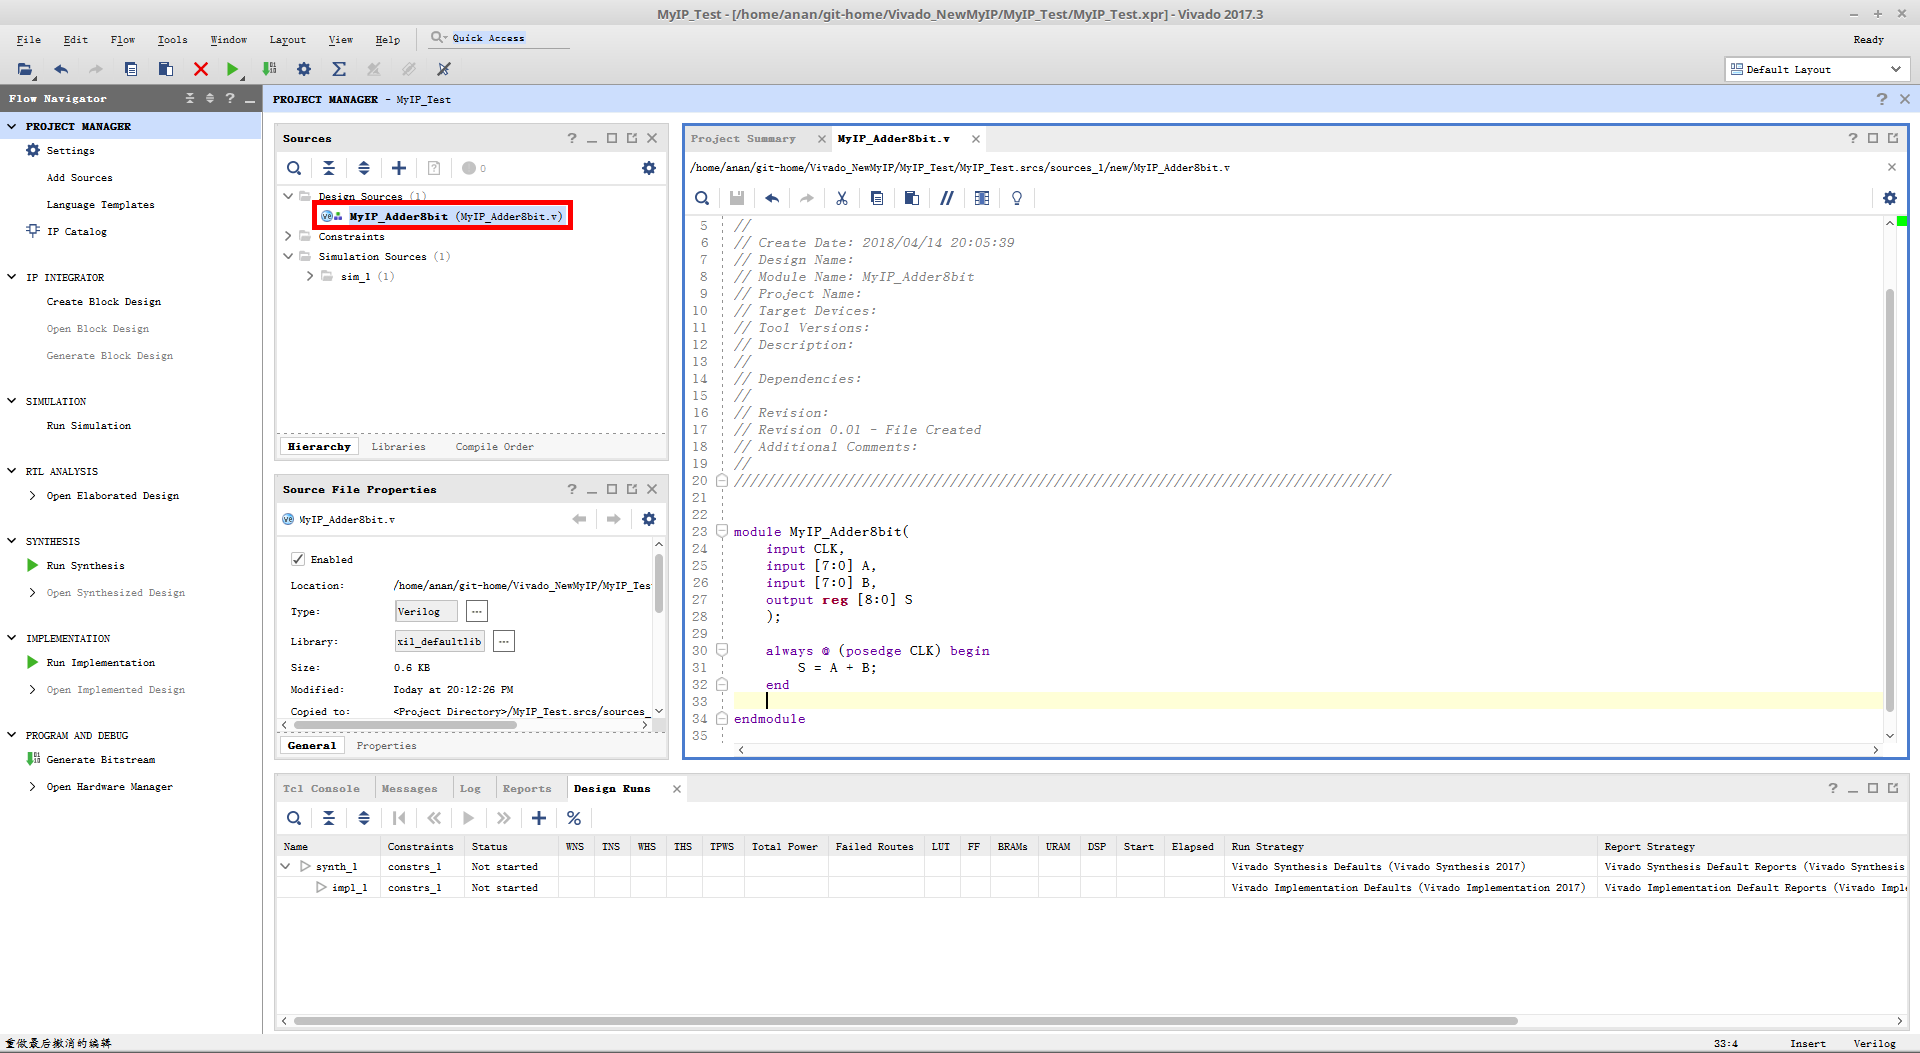 MyIP_Test - [/home/anan/git-home/Vivado_NewMyIP/MyIP_Test/MyIP_Test.xpr] - Vivado 2017.3
File Edit Flow Tools Window Layout View Help Quick Access Ready
Default Layout
Flow Navigator
PROJECT MANAGER
Settings
Add Sources
Language Templates
IP Catalog
IP INTEGRATOR
Create Block Design
Open Block Design
Generate Block Design
SIMULATION
Run Simulation
RTL ANALYSIS
Open Elaborated Design
SYNTHESIS
Run Synthesis
Open Synthesized Design
IMPLEMENTATION
Run Implementation
Open Implemented Design
PROGRAM AND DEBUG
Generate Bitstream
Open Hardware Manager
PROJECT MANAGER - MyIP_Test
Sources
0
Design Sources (1)
MyIP_Adder8bit (MyIP_Adder8bit.v)
Constraints
Simulation Sources (1)
sim_1 (1)
Hierarchy Libraries Compile Order
Source File Properties
MyIP_Adder8bit.v
Enabled
Location: /home/anan/git-home/Vivado_NewMyIP/MyIP_Tes
Type: Verilog ...
Library: xil_defaultlib ...
Size: 0.6 KB
Modified: Today at 20:12:26 PM
Copied to: <Project Directory>/MyIP_Test.srcs/sources_
General Properties
Project Summary MyIP_Adder8bit.v
/home/anan/git-home/Vivado_NewMyIP/MyIP_Test/MyIP_Test.srcs/sources_1/new/MyIP_Adder8bit.v
5 //
6 // Create Date: 2018/04/14 20:05:39
7 // Design Name:
8 // Module Name: MyIP_Adder8bit
9 // Project Name:
10 // Target Devices:
11 // Tool Versions:
12 // Description:
13 //
14 // Dependencies:
15 //
16 // Revision:
17 // Revision 0.01 - File Created
18 // Additional Comments:
19 //
20 //////////////////////////////////////////////////////////////////////////////////
21
22
23 module MyIP_Adder8bit(
24 input CLK,
25 input [7:0] A,
26 input [7:0] B,
27 output reg [8:0] S
28 );
29
30 always @ (posedge CLK) begin
31 S = A + B;
32 end
33
34 endmodule
35
Tcl Console Messages Log Reports Design Runs
Name Constraints Status WNS TNS WHS THS TPWS Total Power Failed Routes LUT FF BRAMs URAM DSP Start Elapsed Run Strategy Report Strategy
synth_1 constrs_1 Not started Vivado Synthesis Defaults (Vivado Synthesis 2017) Vivado Synthesis Default Reports (Vivado Synthesis
impl_1 constrs_1 Not started Vivado Implementation Defaults (Vivado Implementation 2017) Vivado Implementation Default Reports (Vivado Imple
重做最后撤消的编辑 33:4 Insert Verilog